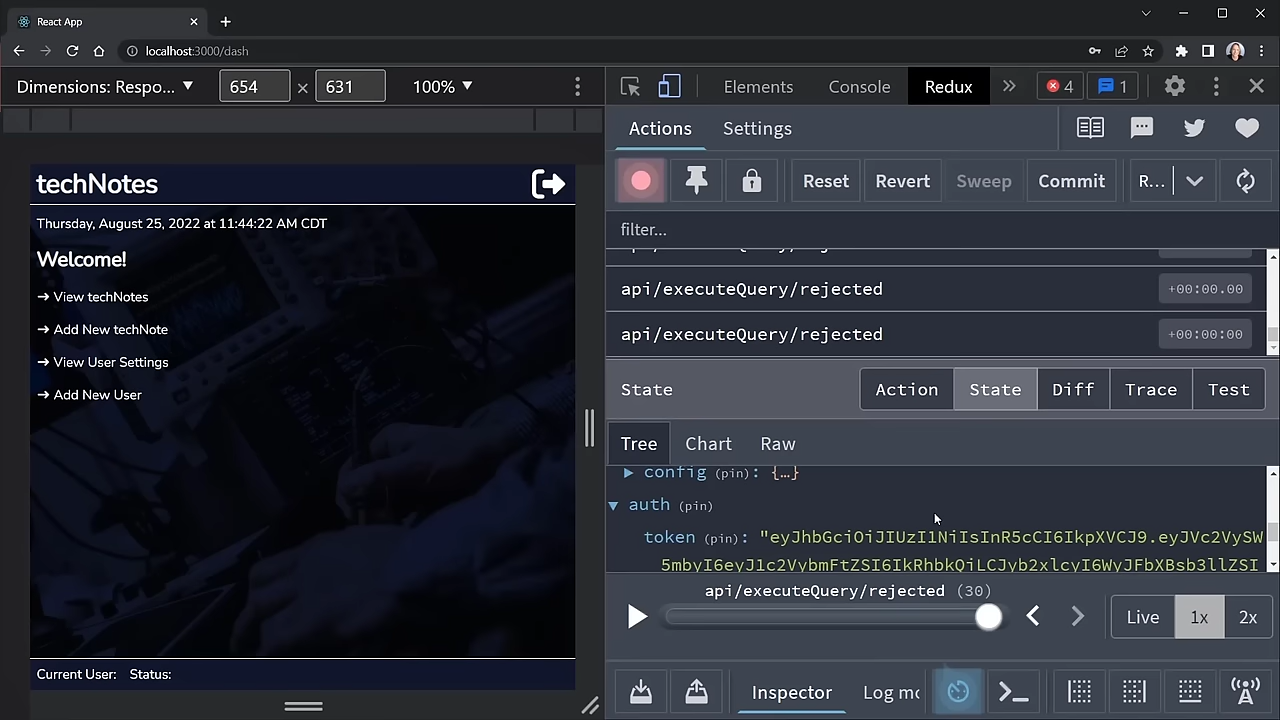 React App
localhost:3000/dash
Dimensions: Respo... 654 × 631 100%
Elements Console Redux 4 1
Actions Settings
Reset Revert Sweep Commit R...
filter...
api/executeQuery/rejected +00:00.00
api/executeQuery/rejected +00:00:00
State Action State Diff Trace Test
Tree Chart Raw
config (pin): {…}
auth (pin)
token (pin): "eyJhbGciOiJIUzI1NiIsInR5cCI6IkpXVCJ9.eyJVc2VySW
5mbyI6eyJ1c2VybmFtZSI6IkRhbkQiLCJyb2xlcyI6WyJFbXBsb3llZSI
api/executeQuery/rejected (30)
Live 1x 2x
Inspector Log mo
techNotes
Thursday, August 25, 2022 at 11:44:22 AM CDT
Welcome!
➜ View techNotes
➜ Add New techNote
➜ View User Settings
➜ Add New User
Current User: Status: